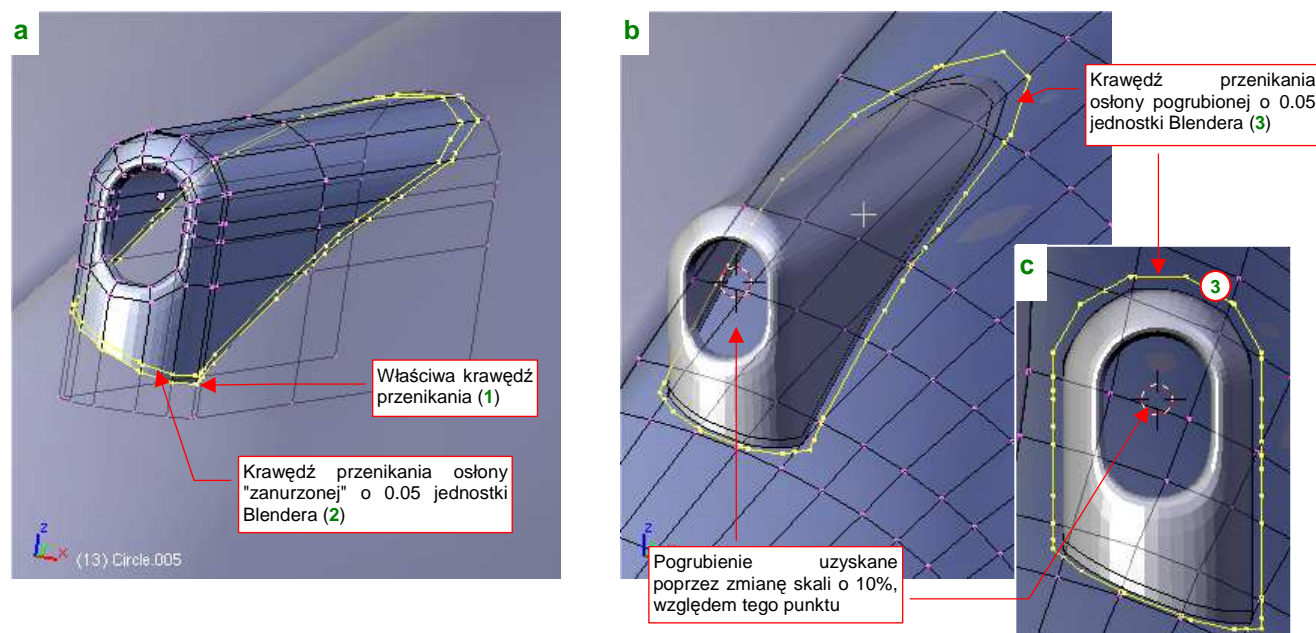 a
Właściwa krawędź
przenikania (1)
Krawędź przenikania osłony
"zanurzonej" o 0.05 jednostki
Blendera (2)
z
x
(13) Circle.005
b
Krawędź przenikania
osłony pogrubionej o 0.05
jednostki Blendera (3)
z
Pogrubienie uzyskane
poprzez zmianę skali o 10%,
względem tego punktu
c
3